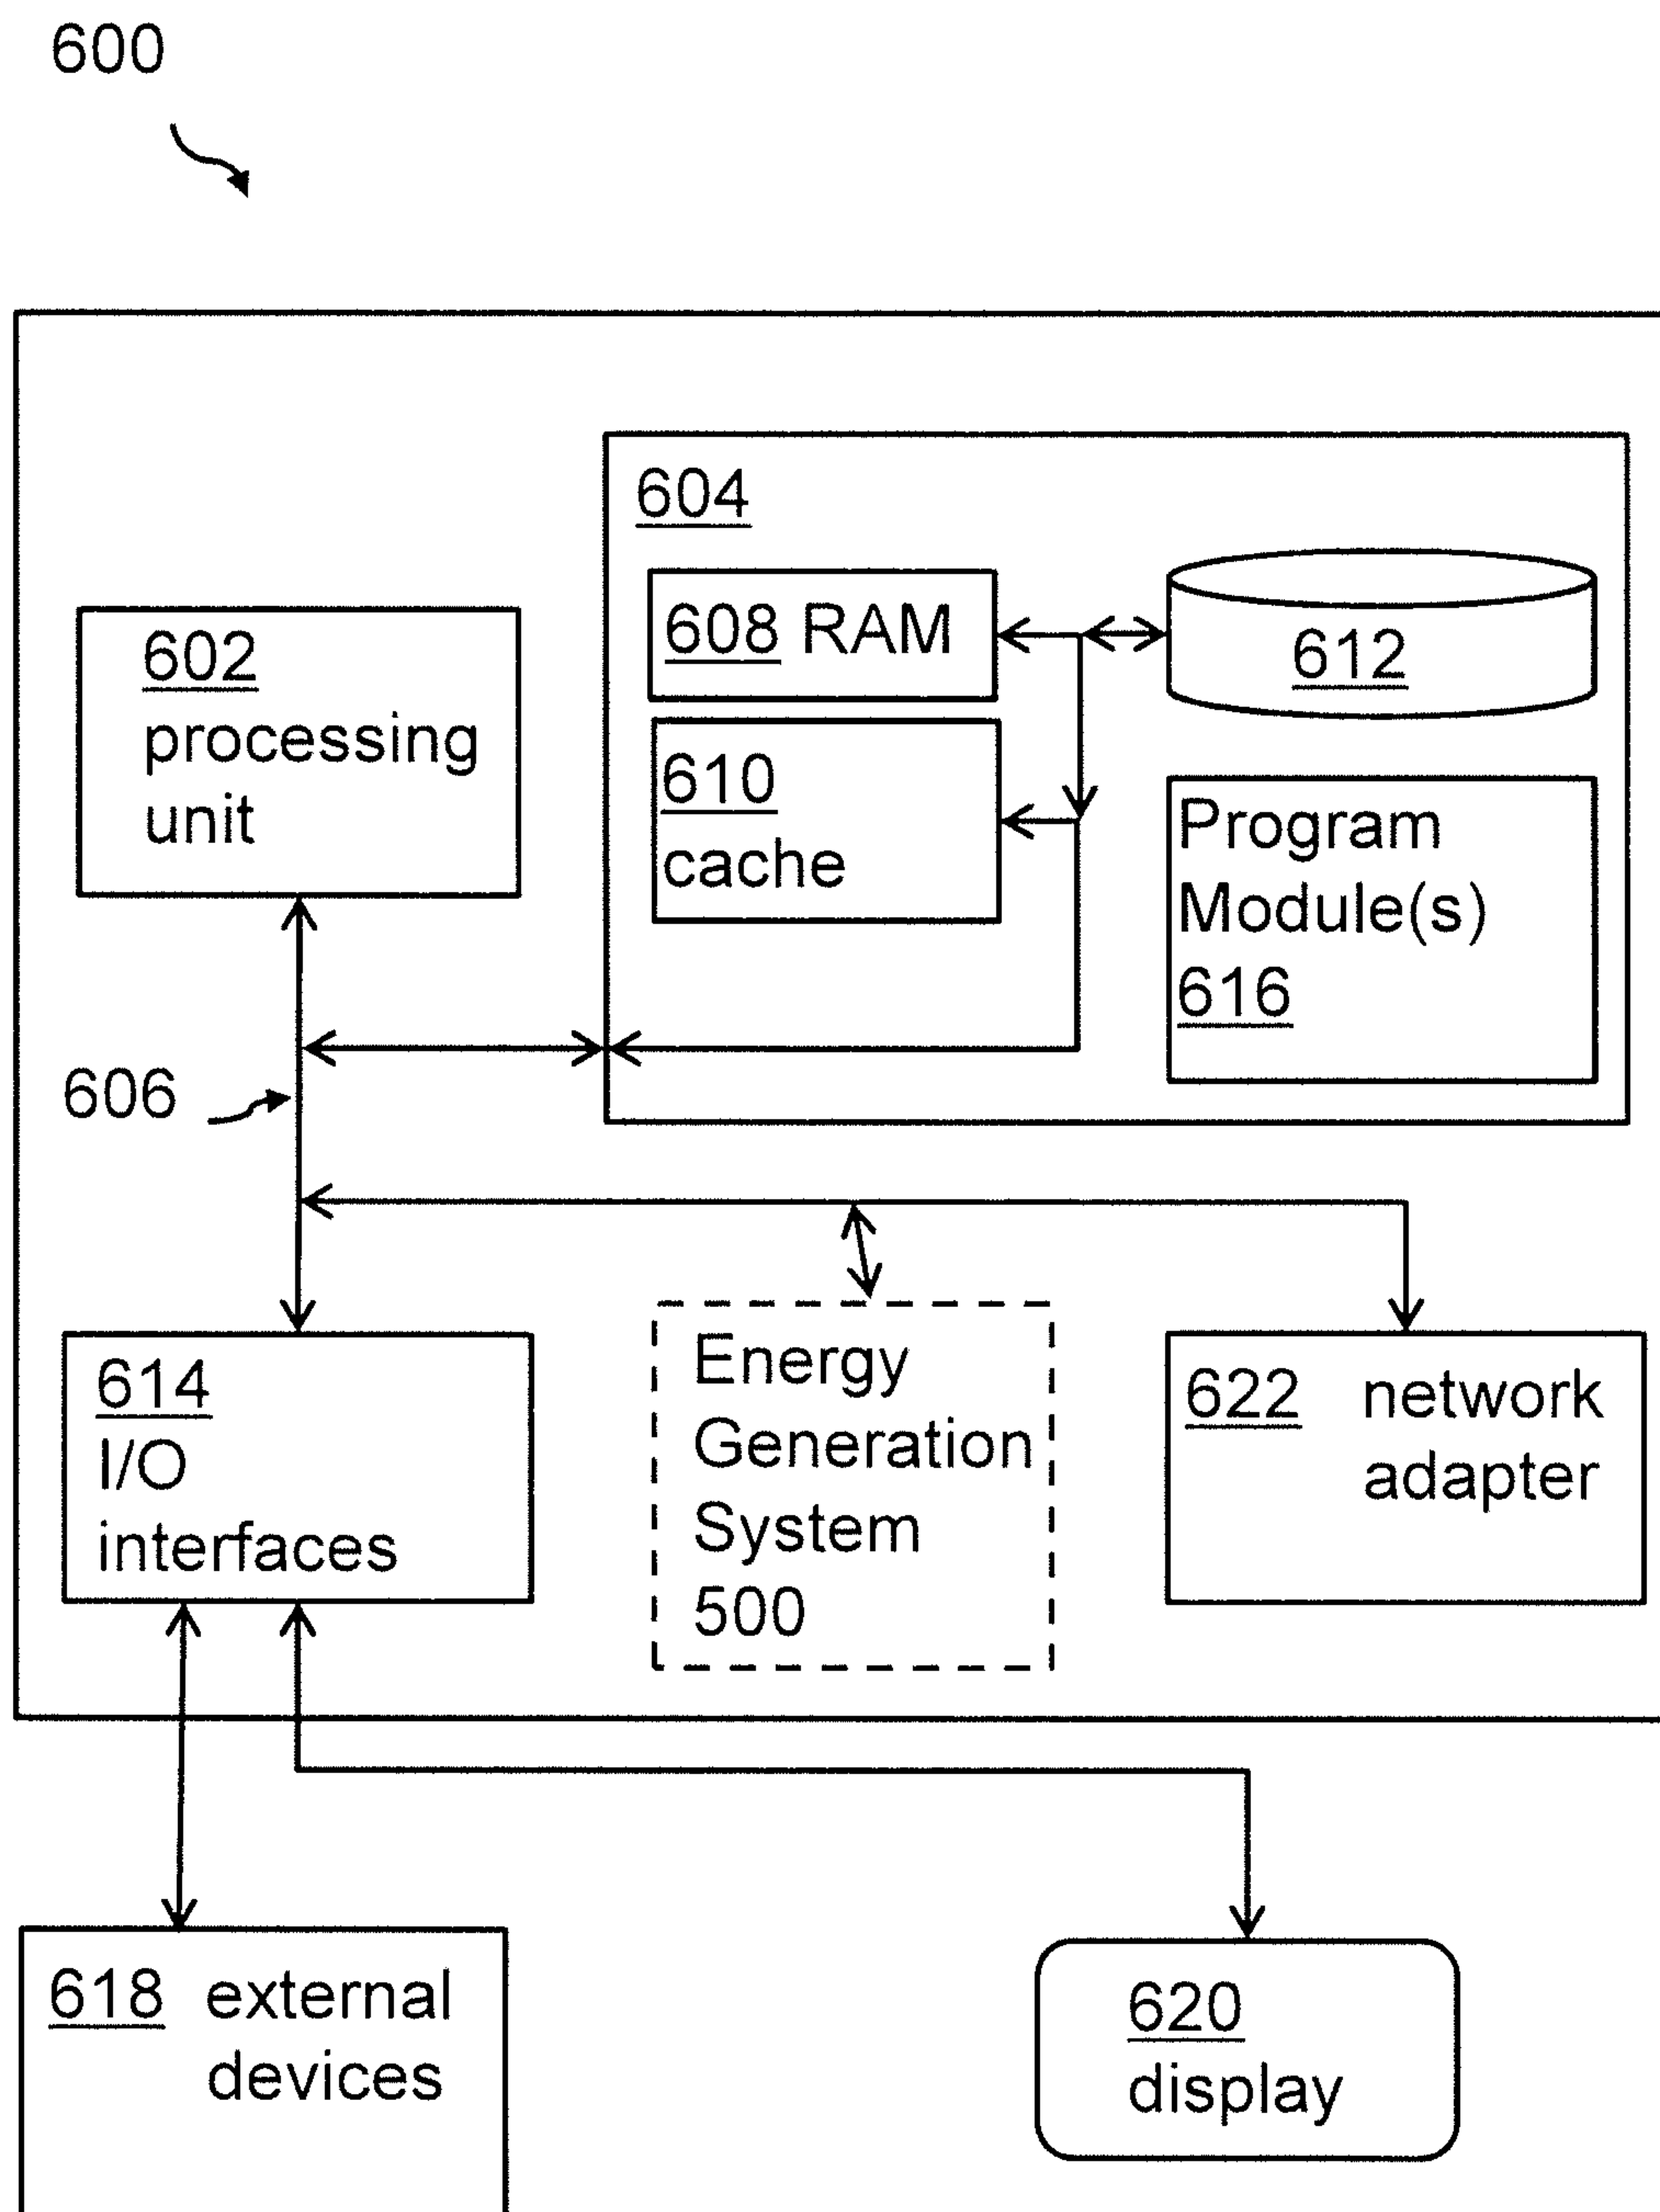 600
604
608 RAM
612
602
processing
unit
610
cache
Program
Module(s)
616
606
614
I/O
interfaces
Energy
Generation
System
500
622 network
adapter
618 external
devices
620
display